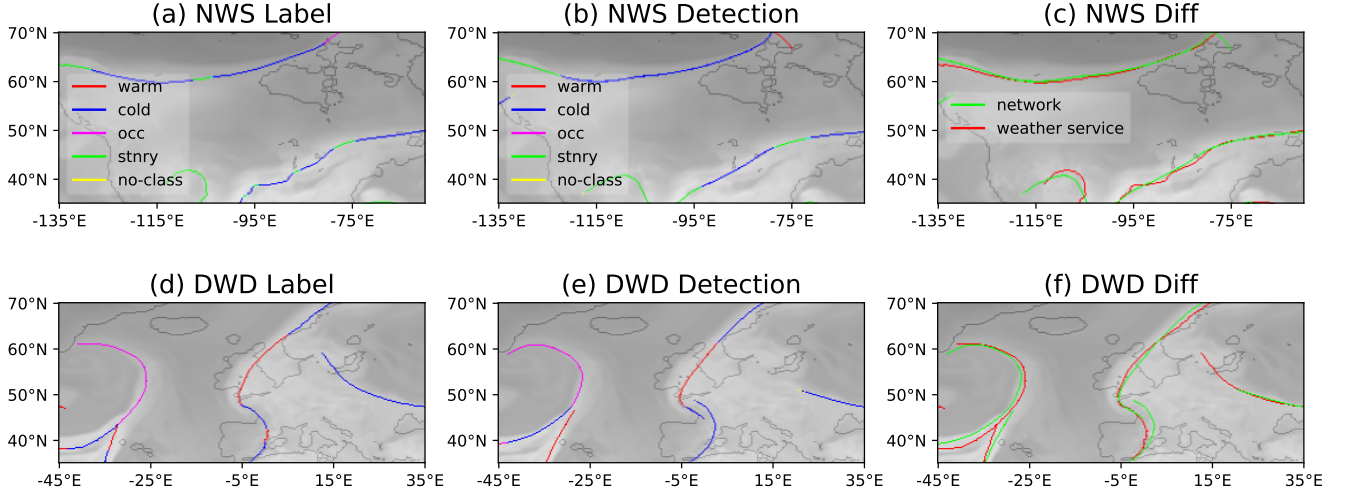 (a) NWS Label
(b) NWS Detection
(c) NWS Diff
70°N
60°N
50°N
40°N
warm
cold
occ
stnry
no-class
-135°E
-115°E
-95°E
-75°E
70°N
60°N
50°N
40°N
warm
cold
occ
stnry
no-class
-135°E
-115°E
-95°E
-75°E
70°N
60°N
50°N
40°N
network
weather service
-135°E
-115°E
-95°E
-75°E
(d) DWD Label
(e) DWD Detection
(f) DWD Diff
70°N
60°N
50°N
40°N
-45°E
-25°E
-5°E
15°E
35°E
70°N
60°N
50°N
40°N
-45°E
-25°E
-5°E
15°E
35°E
70°N
60°N
50°N
40°N
-45°E
-25°E
-5°E
15°E
35°E